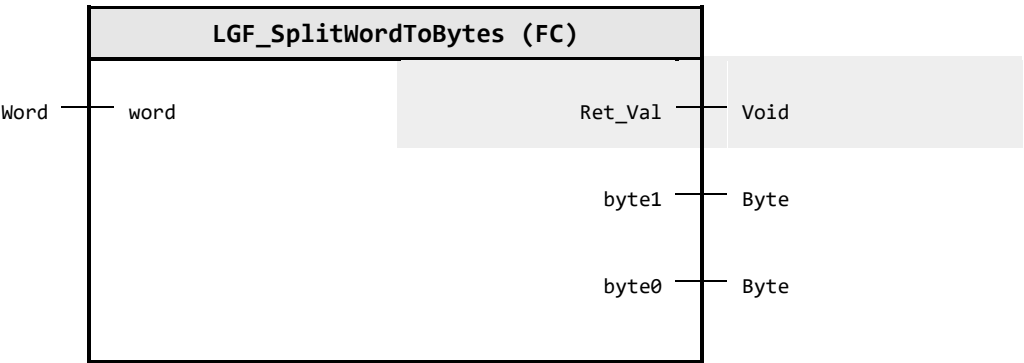 LGF_SplitWordToBytes (FC)
Word word Ret_Val Void
byte1 Byte
byte0 Byte